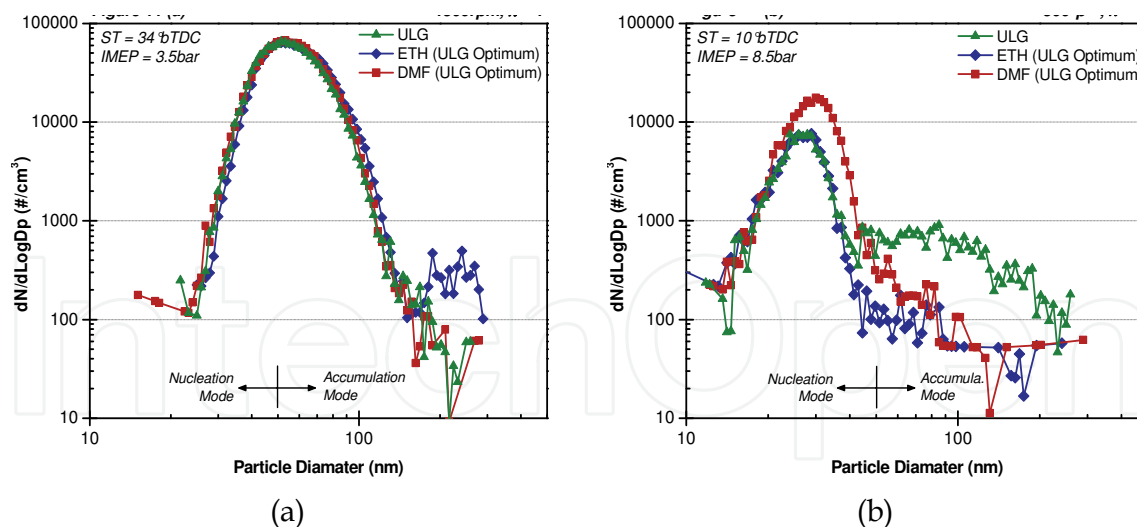 ST = 34°bTDC
IMEP = 3.5bar
ULG
ETH (ULG Optimum)
DMF (ULG Optimum)
100000
10000
1000
100
10
dN/dLogDp (#/cm³)
Nucleation
Mode
Accumulation
Mode
10
100
Particle Diamater (nm)
(a)
ST = 10°bTDC
IMEP = 8.5bar
ULG
ETH (ULG Optimum)
DMF (ULG Optimum)
100000
10000
1000
100
10
dN/dLogDp (#/cm³)
Nucleation
Mode
Accumula.
Mode
10
100
Particle Diamater (nm)
(b)